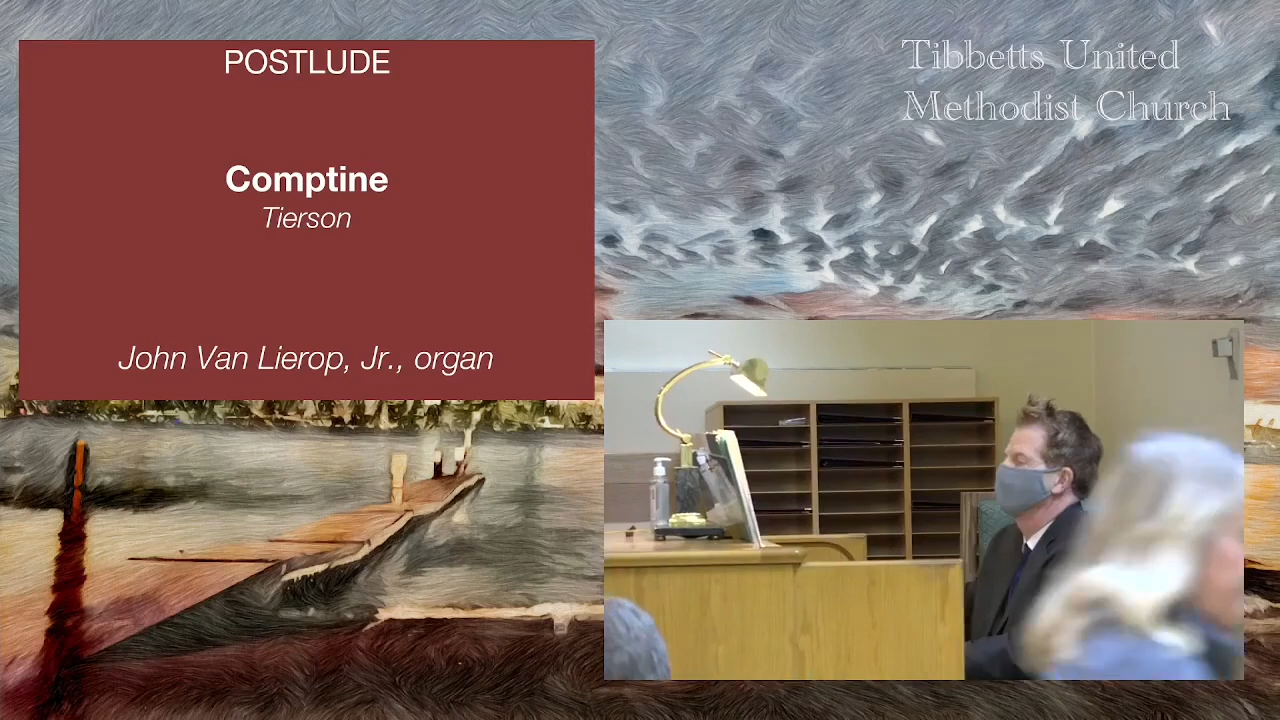 POSTLUDE
Comptine
Tierson
John Van Lierop, Jr., organ
Tibbetts United
Methodist Church